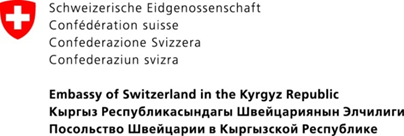 Schweizerische Eidgenossenschaft
Confédération suisse
Confederazione Svizzera
Confederaziun svizra
Embassy of Switzerland in the Kyrgyz Republic
Кыргыз Республикасындагы Швейцариянын Элчилиги
Посольство Швейцарии в Кыргызской Республике